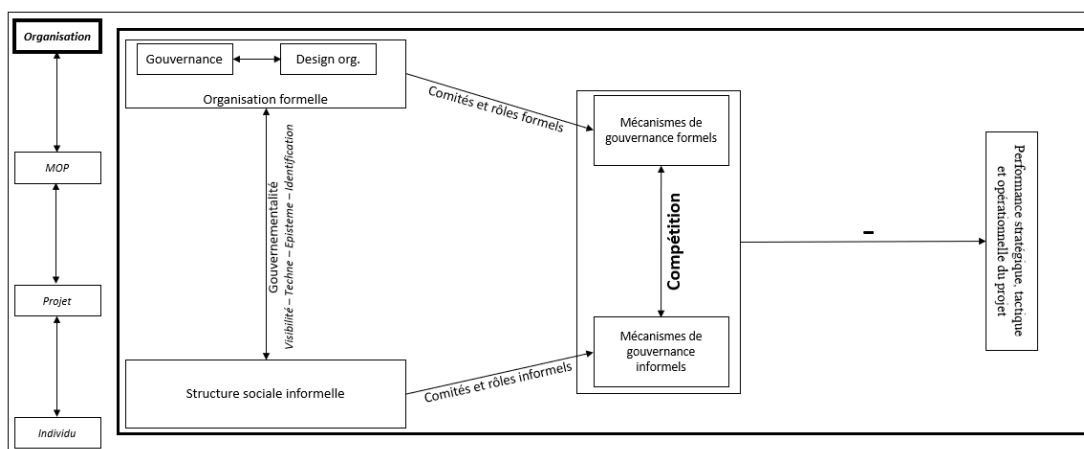 Organisation
MOP
Projet
Individu
Gouvernance
Design org.
Organisation formelle
Gouvernementalité
Visibilité – Techne – Episteme – Identification
Structure sociale informelle
Comités et rôles formels
Comités et rôles informels
Mécanismes de
gouvernance formels
Compétition
Mécanismes de
gouvernance
informels
–
Performance stratégique, tactique
et opérationnelle du projet